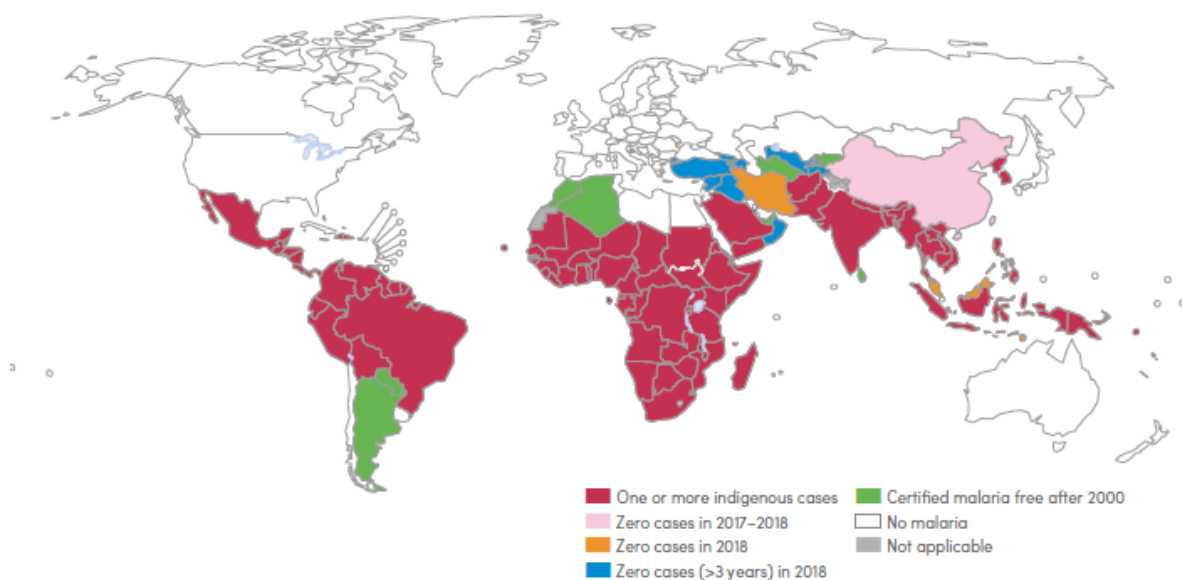 One or more indigenous cases
Zero cases in 2017–2018
Zero cases in 2018
Zero cases (>3 years) in 2018
Certified malaria free after 2000
No malaria
Not applicable